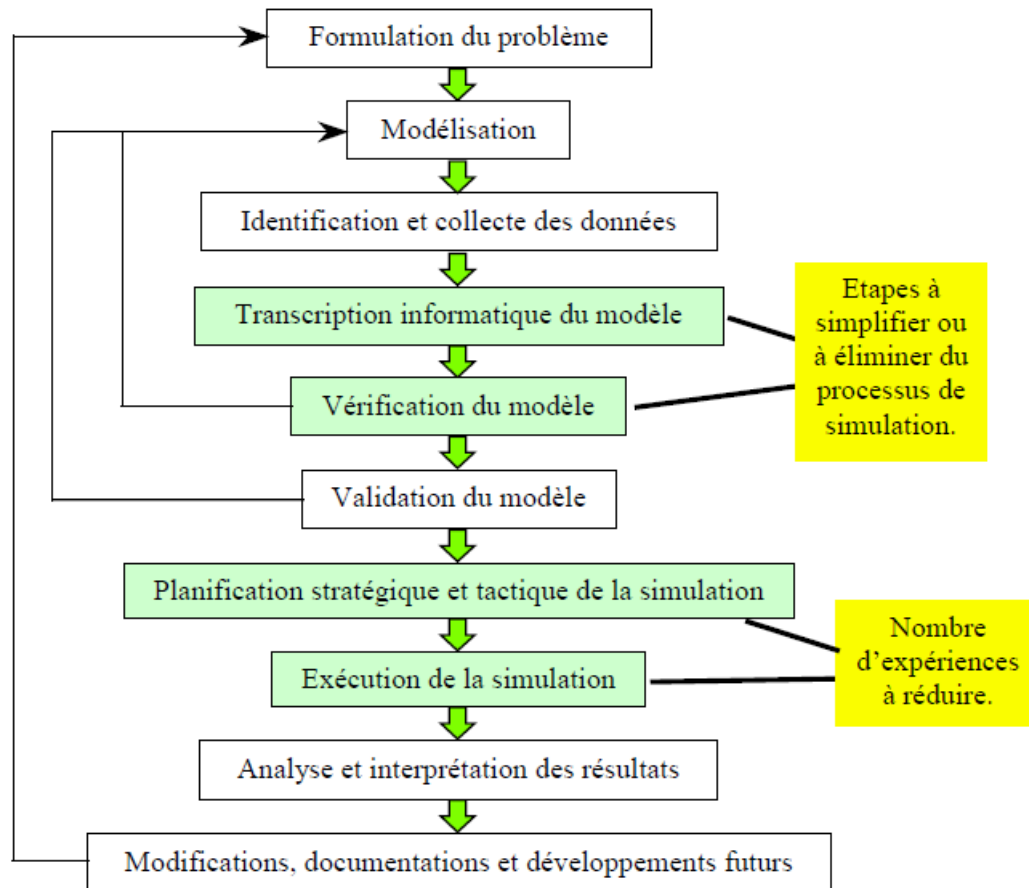 Formulation du problème
Modélisation
Identification et collecte des données
Transcription informatique du modèle
Vérification du modèle
Validation du modèle
Planification stratégique et tactique de la simulation
Exécution de la simulation
Analyse et interprétation des résultats
Modifications, documentations et développements futurs
Etapes à
simplifier ou
à éliminer du
processus de
simulation.
Nombre
d’expériences
à réduire.